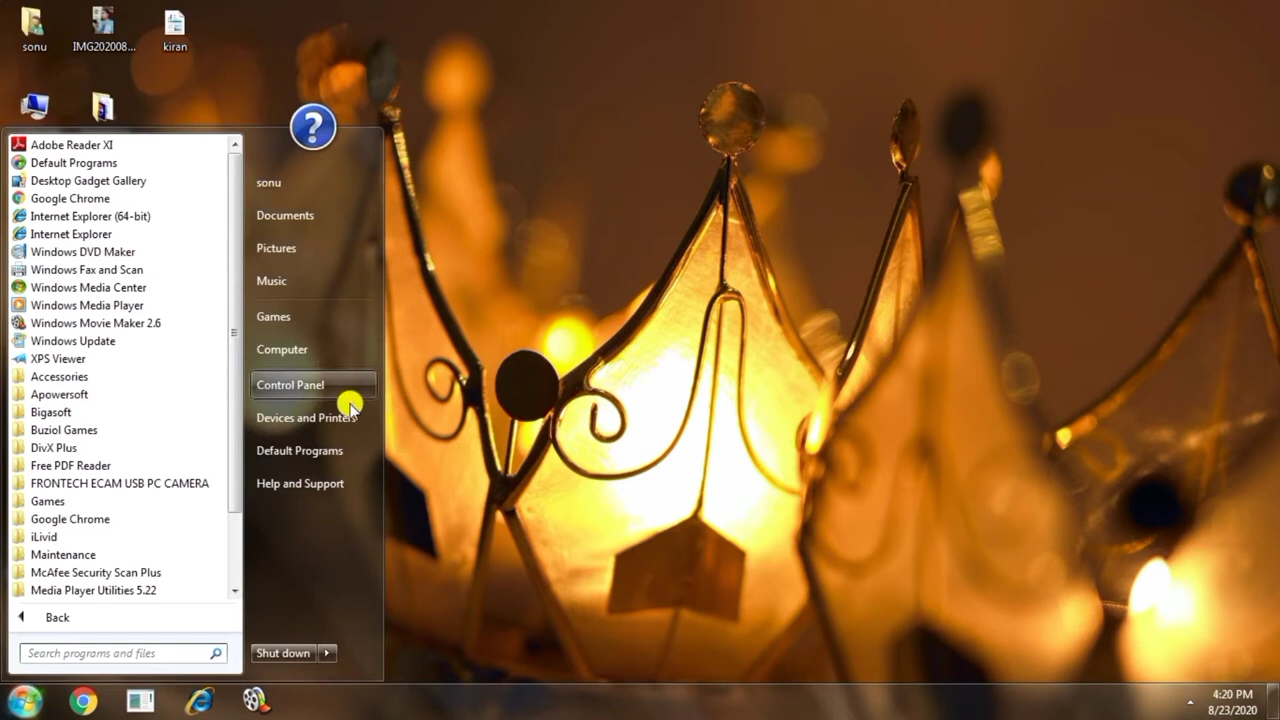 sonu
IMG202008...
kiran
Adobe Reader XI
Default Programs
Desktop Gadget Gallery
Google Chrome
Internet Explorer (64-bit)
Internet Explorer
Windows DVD Maker
Windows Fax and Scan
Windows Media Center
Windows Media Player
Windows Movie Maker 2.6
Windows Update
XPS Viewer
Accessories
Apowersoft
Bigasoft
Buziol Games
DivX Plus
Free PDF Reader
FRONTECH ECAM USB PC CAMERA
Games
Google Chrome
iLivid
Maintenance
McAfee Security Scan Plus
Media Player Utilities 5.22
Back
Search programs and files
?
sonu
Documents
Pictures
Music
Games
Computer
Control Panel
Devices and Printers
Default Programs
Help and Support
Shut down
4:20 PM
8/23/2020